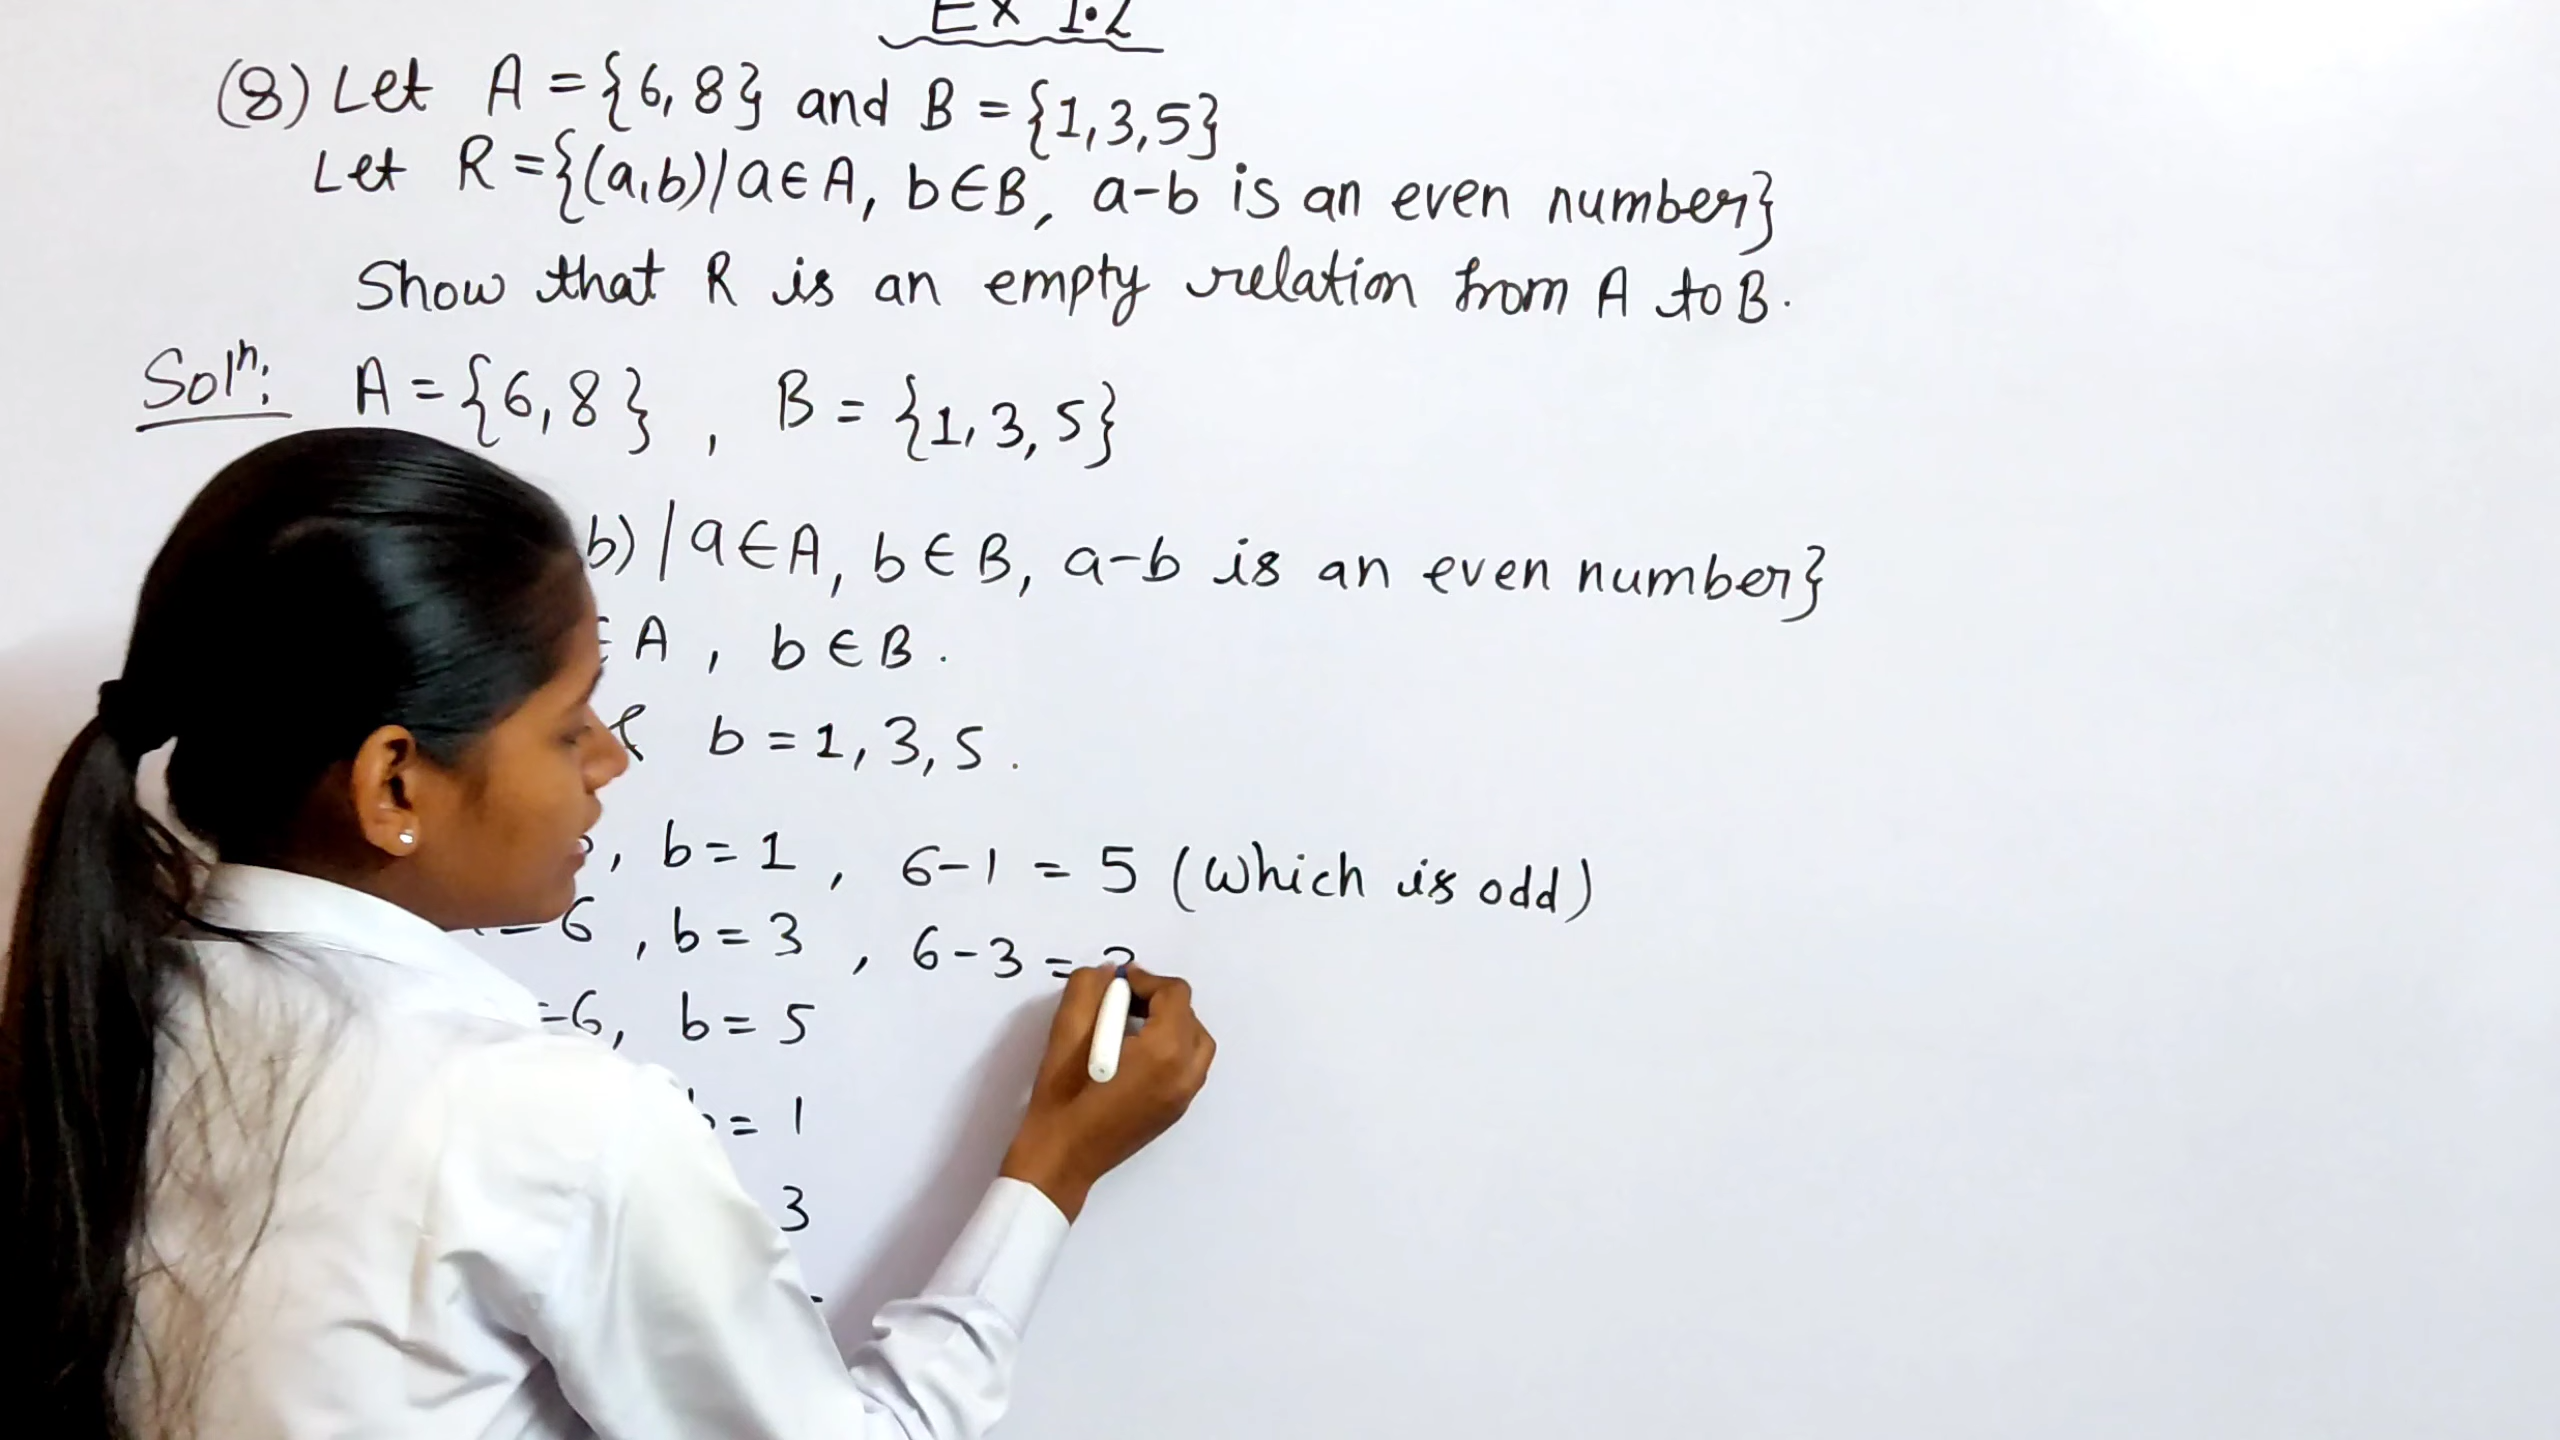 Ex 1.2
(8) Let A = {6, 8} and B = {1,3,5}
Let R = {(a,b)/a∈A, b∈B, a-b is an even number}
Show that R is an empty relation from A to B.
Solⁿ: A = {6, 8} , B = {1, 3, 5}
b) / a∈A, b∈B, a-b is an even number}
∈A , b∈B.
b = 1, 3, 5.
, b = 1 , 6-1 = 5 (Which is odd)
=6 , b = 3 , 6-3 =
=6, b = 5
b = 1
3